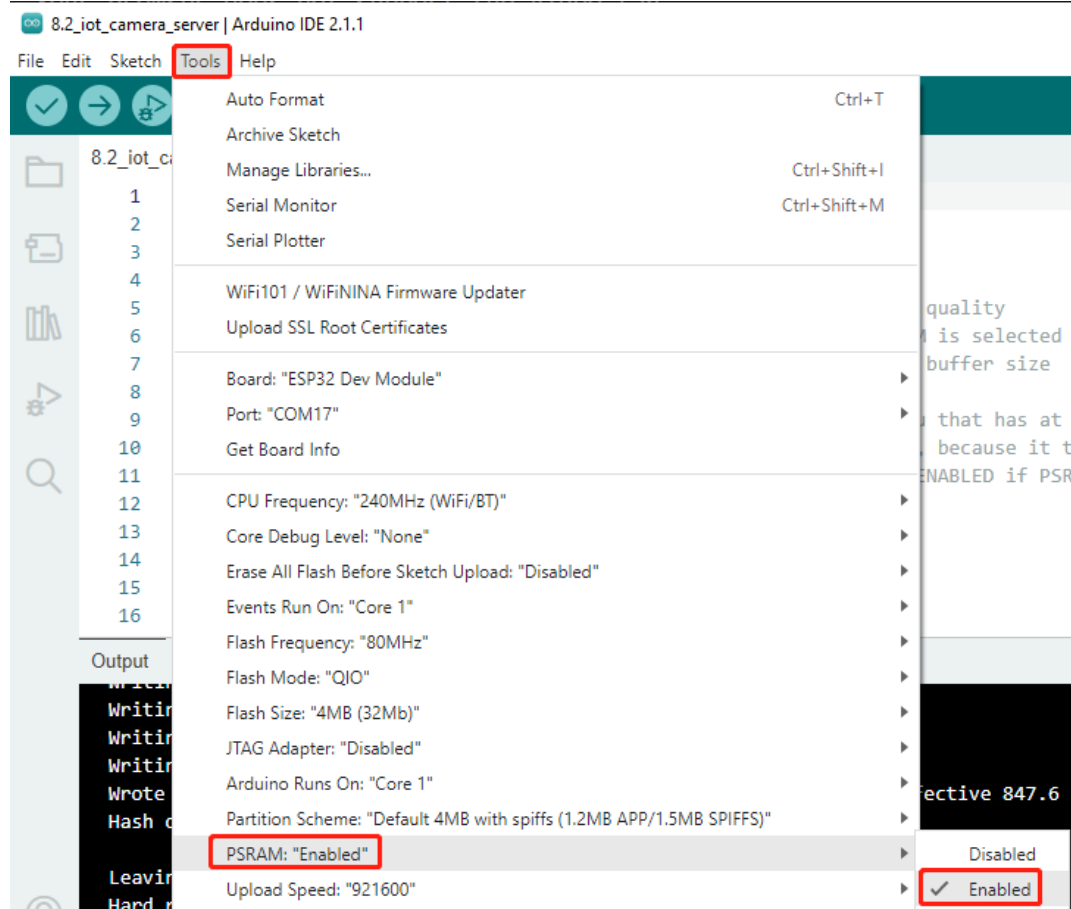 8.2_iot_camera_server | Arduino IDE 2.1.1
File Edit Sketch Tools Help
Auto Format Ctrl+T
Archive Sketch
8.2_iot_c
Manage Libraries... Ctrl+Shift+I
1
Serial Monitor Ctrl+Shift+M
2
Serial Plotter
3
4
WiFi101 / WiFiNINA Firmware Updater
5 quality
Upload SSL Root Certificates
6 is selected
7 buffer size
Board: "ESP32 Dev Module"
8
Port: "COM17"
9 that has at
10 Get Board Info , because it t
11 ENABLED if PSR
12 CPU Frequency: "240MHz (WiFi/BT)"
13 Core Debug Level: "None"
14 Erase All Flash Before Sketch Upload: "Disabled"
15
Events Run On: "Core 1"
16
Flash Frequency: "80MHz"
Output
Flash Mode: "QIO"
Writin
Flash Size: "4MB (32Mb)"
Writin
JTAG Adapter: "Disabled"
Writin
Arduino Runs On: "Core 1"
Wrote fective 847.6
Hash Partition Scheme: "Default 4MB with spiffs (1.2MB APP/1.5MB SPIFFS)"
PSRAM: "Enabled" Disabled
Leavin
Upload Speed: "921600" Enabled
Hard